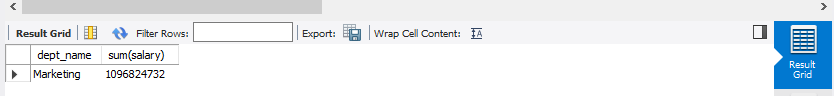 Result Grid Filter Rows: Export: Wrap Cell Content:
dept_name sum(salary)
Marketing 1096824732
Result
Grid